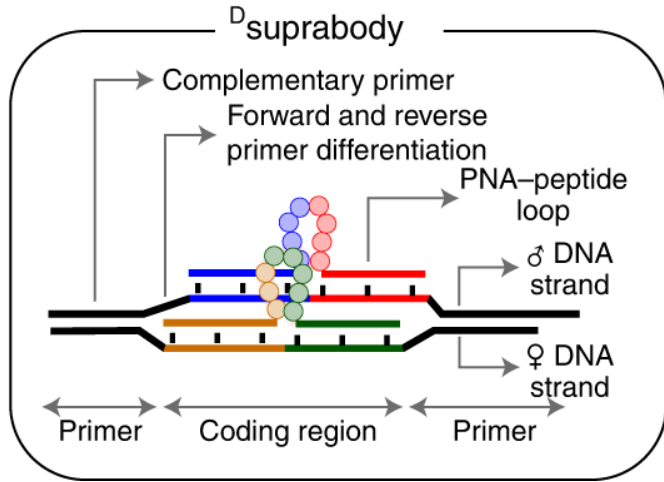 ᴰsuprabody
Complementary primer
Forward and reverse
primer differentiation
PNA–peptide
loop
♂ DNA
strand
♀ DNA
strand
Primer
Coding region
Primer